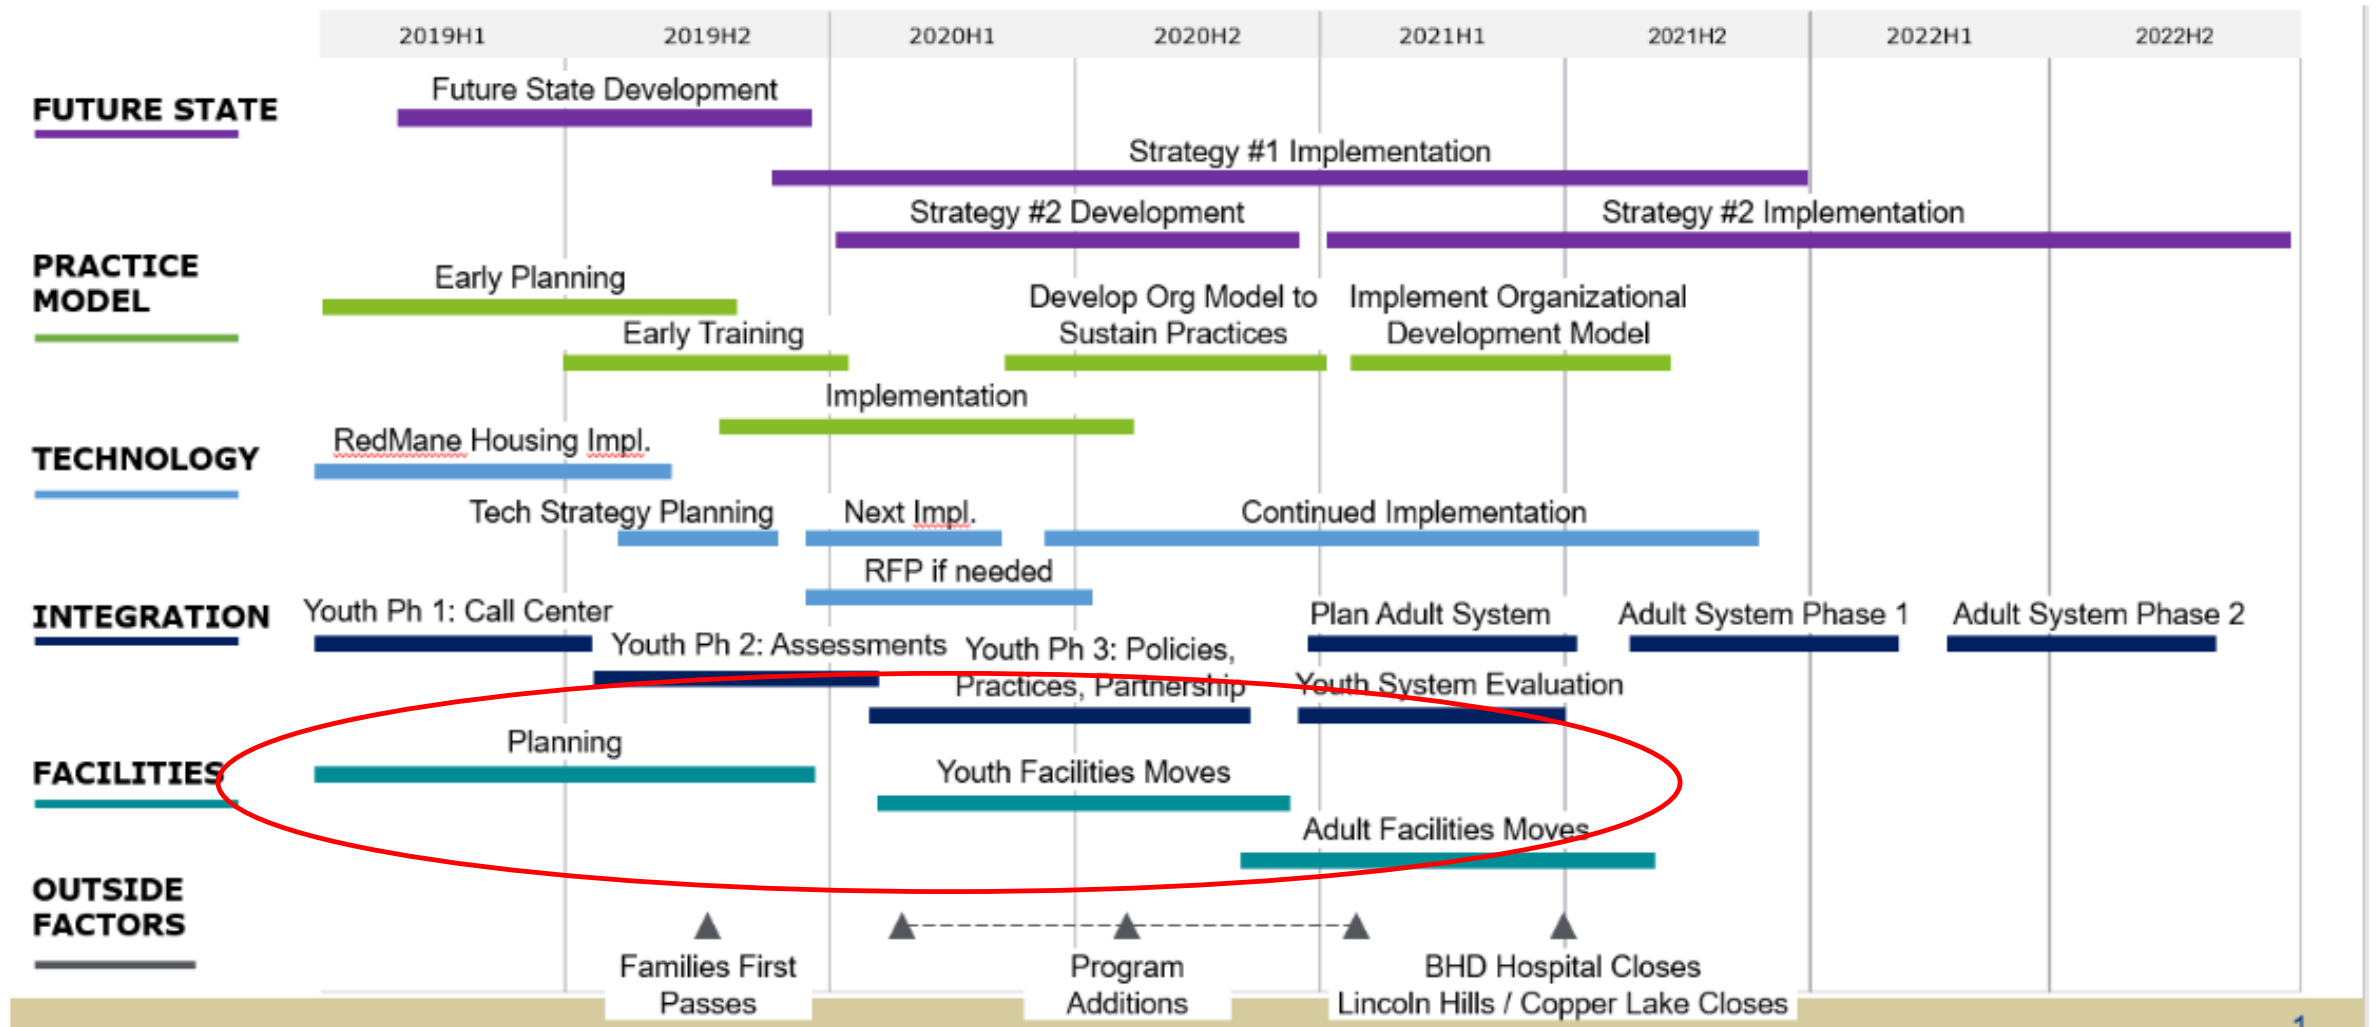 2019H1 2019H2 2020H1 2020H2 2021H1 2021H2 2022H1 2022H2
FUTURE STATE
Future State Development
Strategy #1 Implementation
Strategy #2 Development
Strategy #2 Implementation
PRACTICE
MODEL
Early Planning
Early Training
Develop Org Model to
Sustain Practices
Implement Organizational
Development Model
Implementation
TECHNOLOGY
RedMane Housing Impl.
Tech Strategy Planning
Next Impl.
Continued Implementation
RFP if needed
INTEGRATION
Youth Ph 1: Call Center
Youth Ph 2: Assessments
Youth Ph 3: Policies,
Practices, Partnership
Plan Adult System
Adult System Phase 1
Adult System Phase 2
Youth System Evaluation
FACILITIES
Planning
Youth Facilities Moves
Adult Facilities Moves
OUTSIDE
FACTORS
Families First
Passes
Program
Additions
BHD Hospital Closes
Lincoln Hills / Copper Lake Closes
1